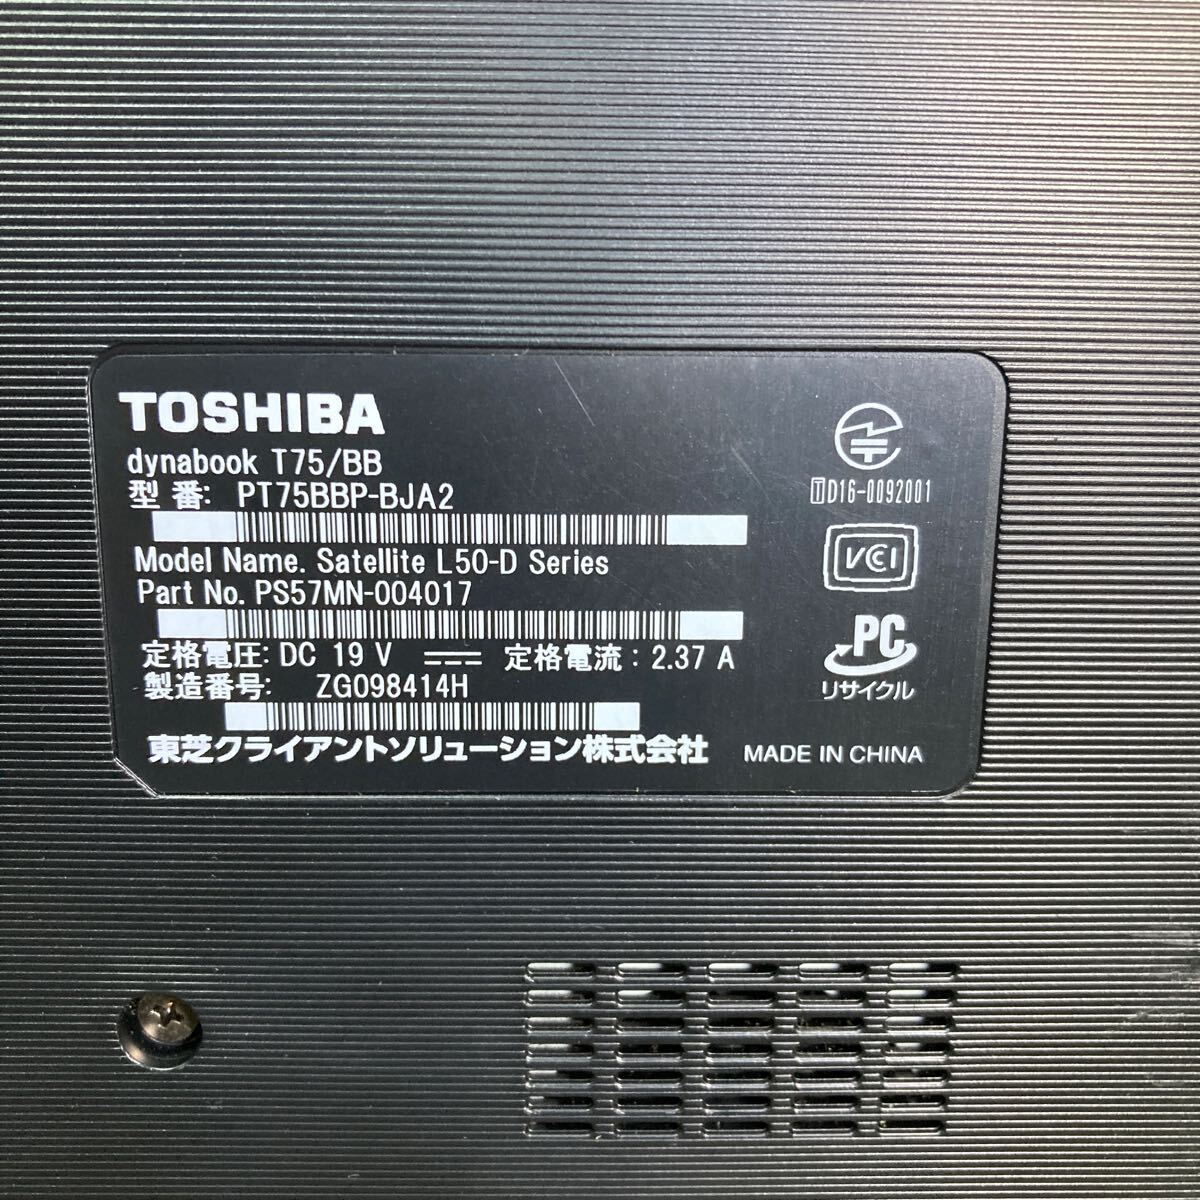 TOSHIBA
dynabook T75/BB
型 番: PT75BBP-BJA2
Model Name. Satellite L50-D Series
Part No. PS57MN-004017
定格電圧: DC 19 V 定格電流 : 2.37 A
製造番号: ZG098414H
東芝クライアントソリューション株式会社
MADE IN CHINA
T D16-0092001
VCCI
PC
リサイクル